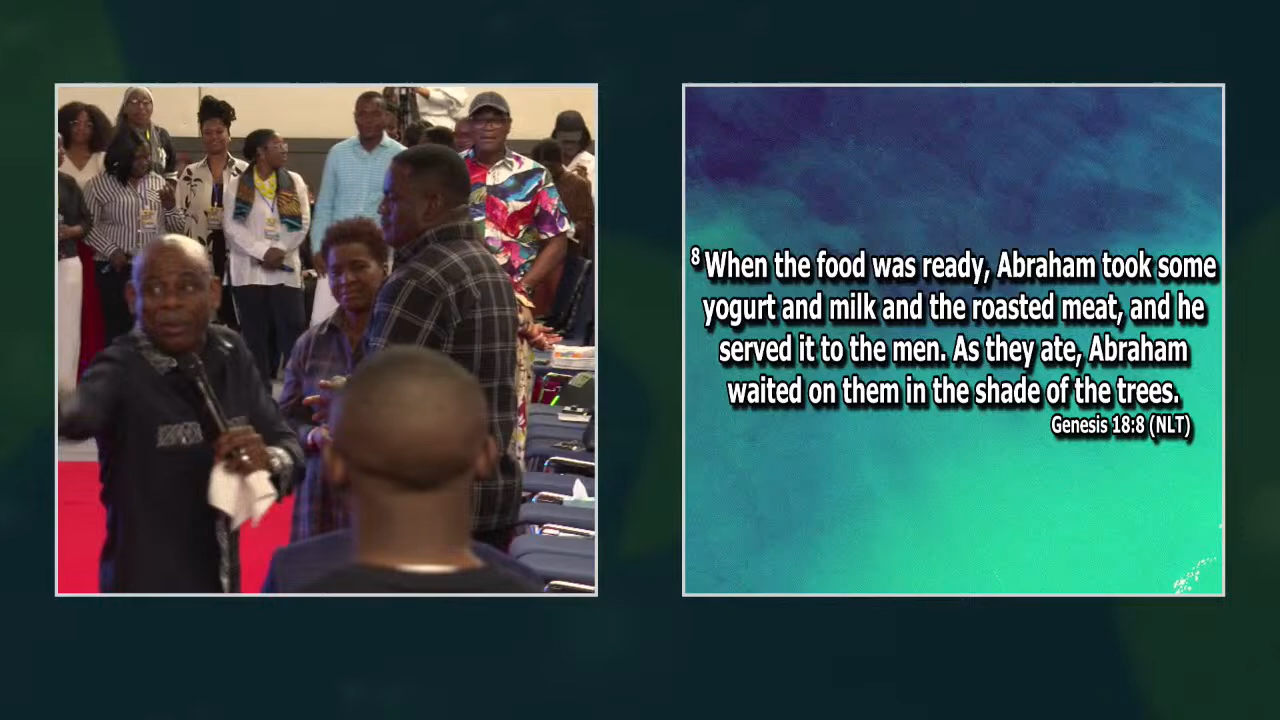 8 When the food was ready, Abraham took some
yogurt and milk and the roasted meat, and he
served it to the men. As they ate, Abraham
waited on them in the shade of the trees.
Genesis 18:8 (NLT)